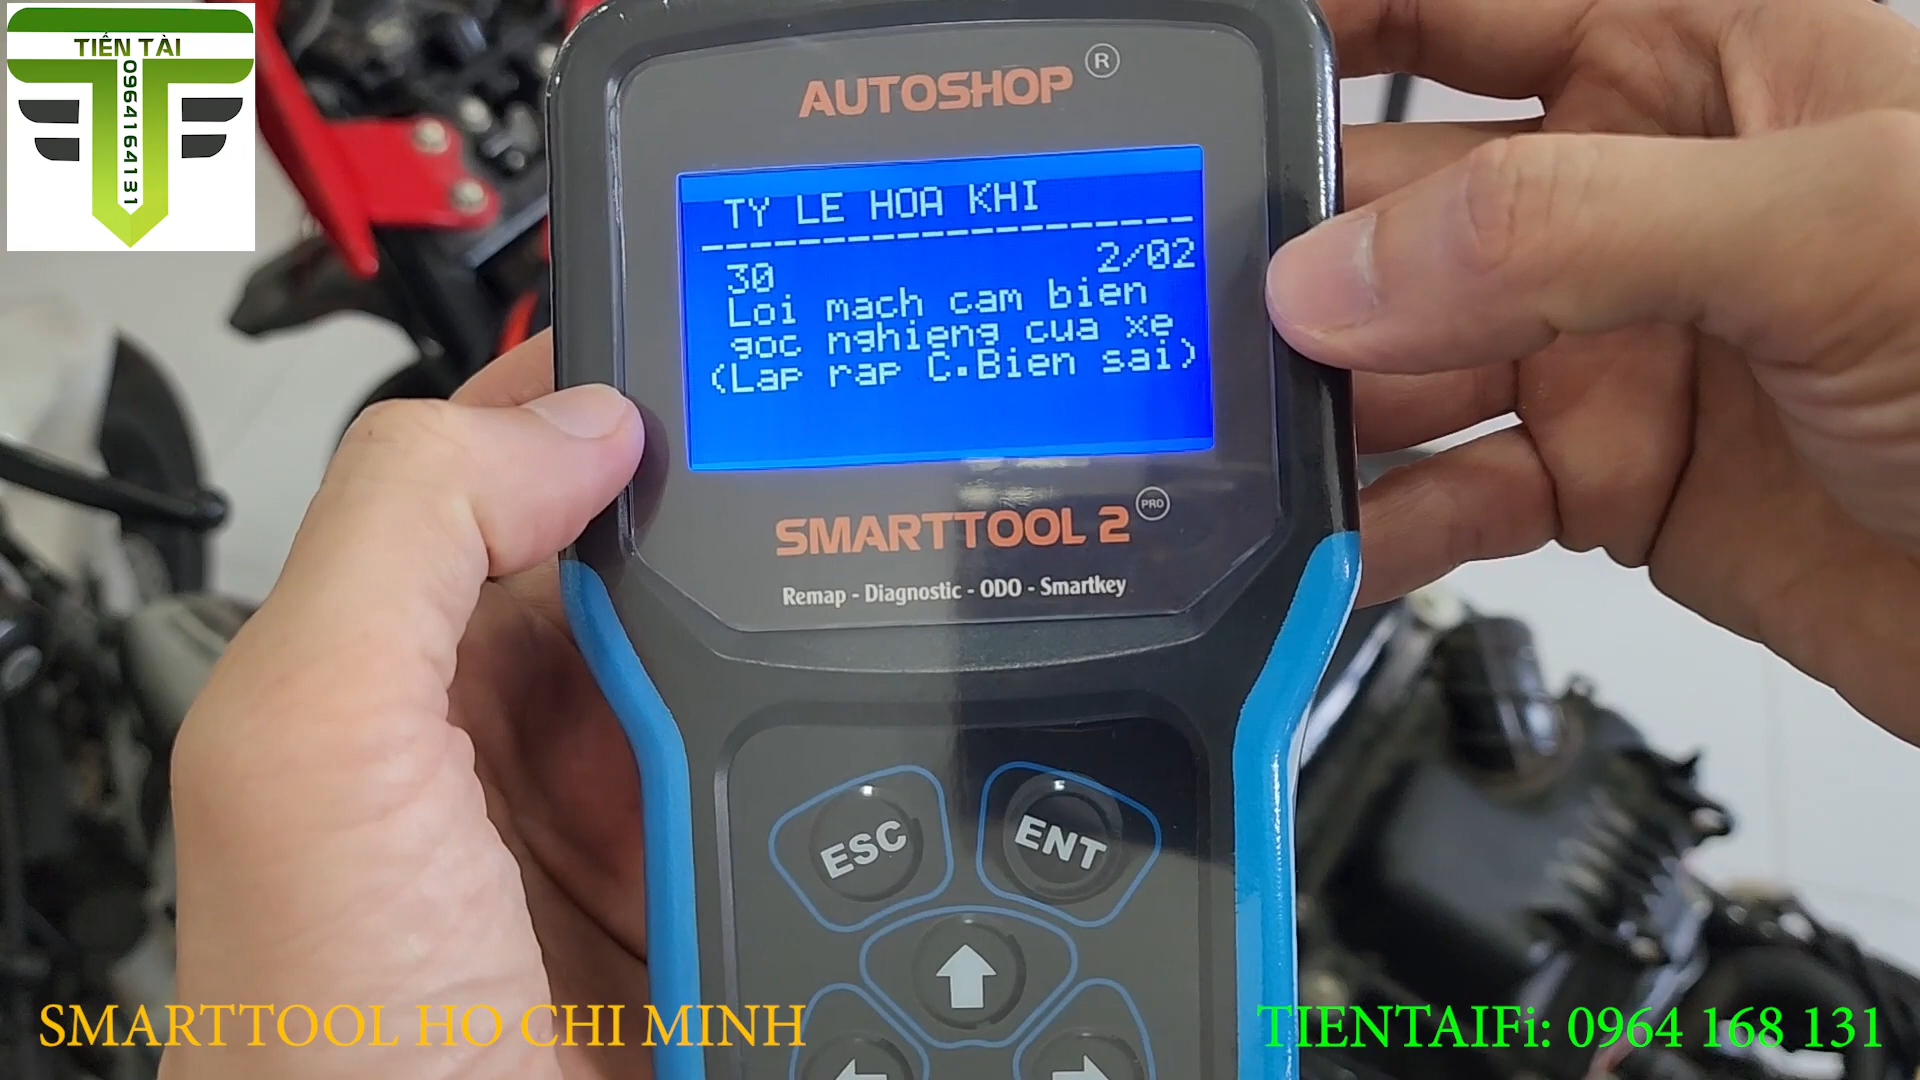 TIẾN TÀI
0964164131
AUTOSHOP ®
TY LE HOA KHI
--------------------
30 2/02
Loi mach cam bien
goc nghieng cua xe
(Lap rap C.Bien sai)
SMARTTOOL 2 PRO
Remap - Diagnostic - ODO - Smartkey
ESC
ENT
SMARTTOOL HO CHI MINH
TIENTAIFi: 0964 168 131